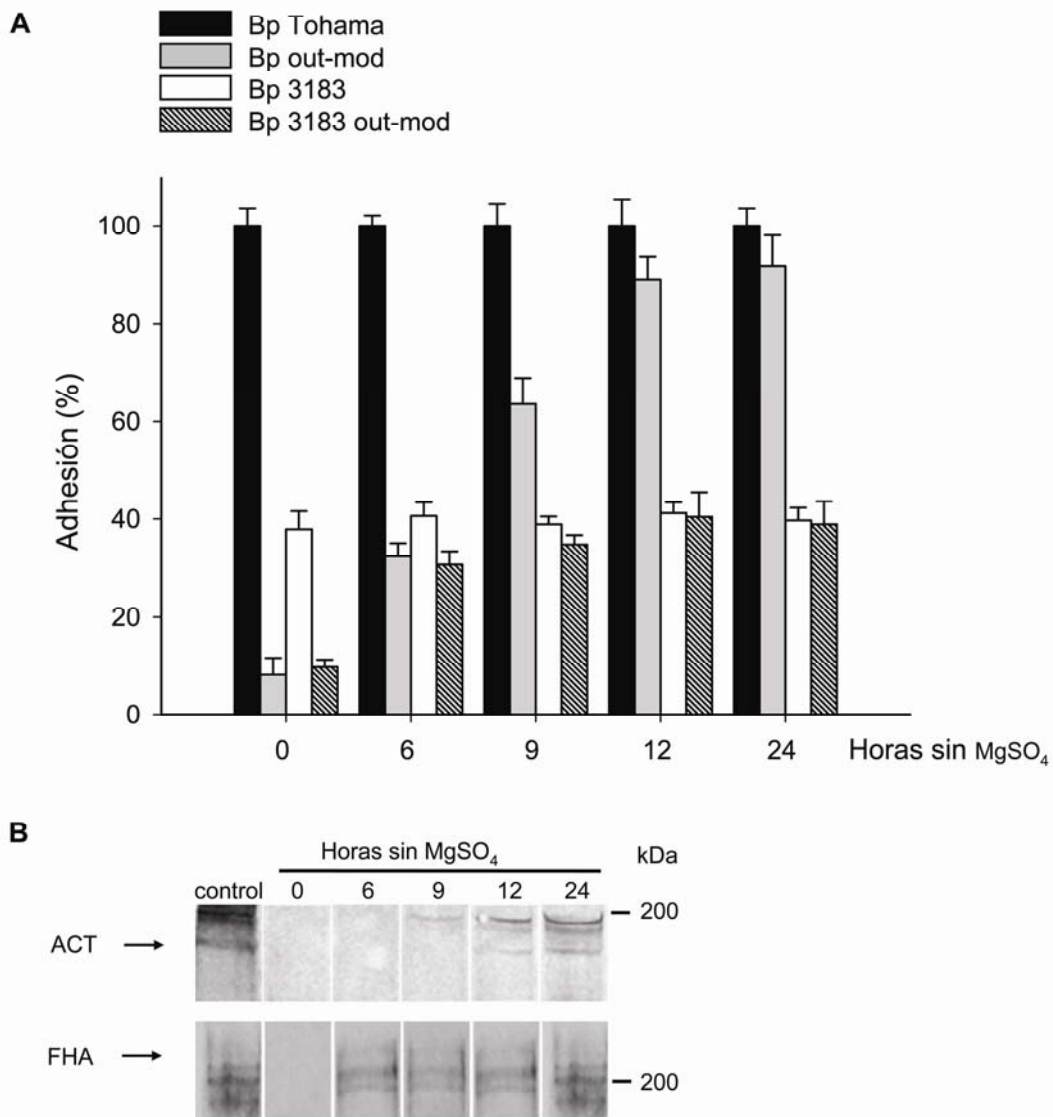 A
Bp Tohama
Bp out-mod
Bp 3183
Bp 3183 out-mod
Adhesión (%)
100
80
60
40
20
0
0 6 9 12 24 Horas sin MgSO₄
B
Horas sin MgSO₄ kDa
control 0 6 9 12 24
200
ACT
FHA
200